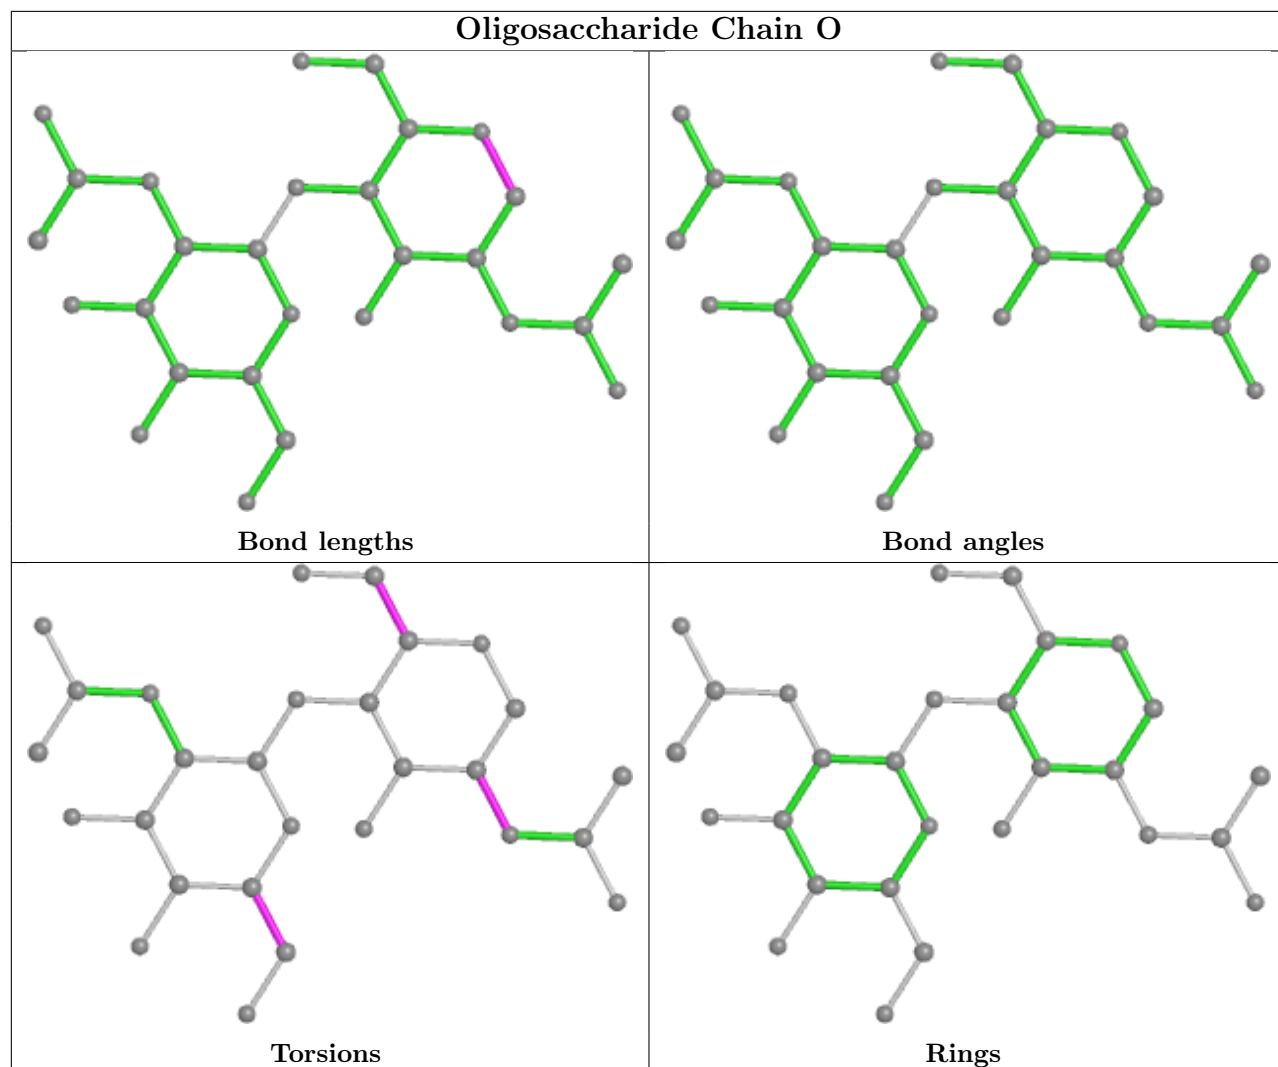 Oligosaccharide Chain O
Bond lengths
Bond angles
Torsions
Rings